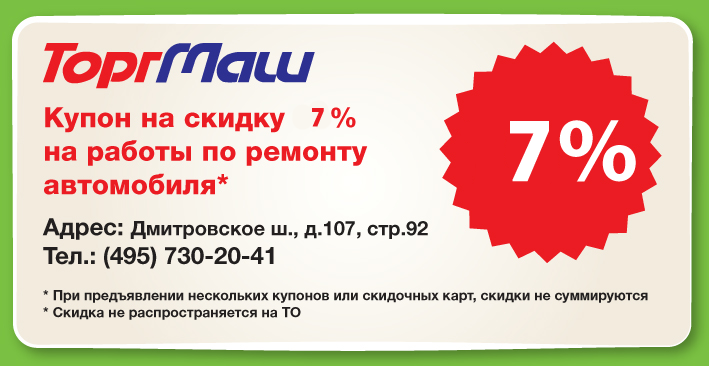 ТоргМаш
Купон на скидку 7%
на работы по ремонту
автомобиля*
7%
Адрес: Дмитровское ш., д.107, стр.92
Тел.: (495) 730-20-41
* При предъявлении нескольких купонов или скидочных карт, скидки не суммируются
* Скидка не распространяется на ТО